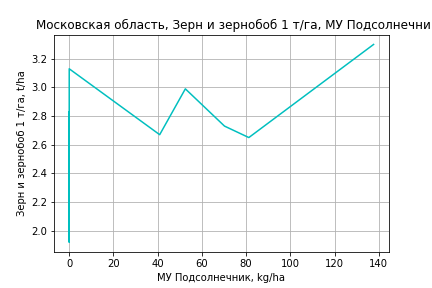 Московская область, Зерн и зернобоб 1 т/га, МУ Подсолнечни
3.2
3.0
2.8
2.6
2.4
2.2
2.0
Зерн и зернобоб 1 т/га, t/ha
0 20 40 60 80 100 120 140
МУ Подсолнечник, kg/ha